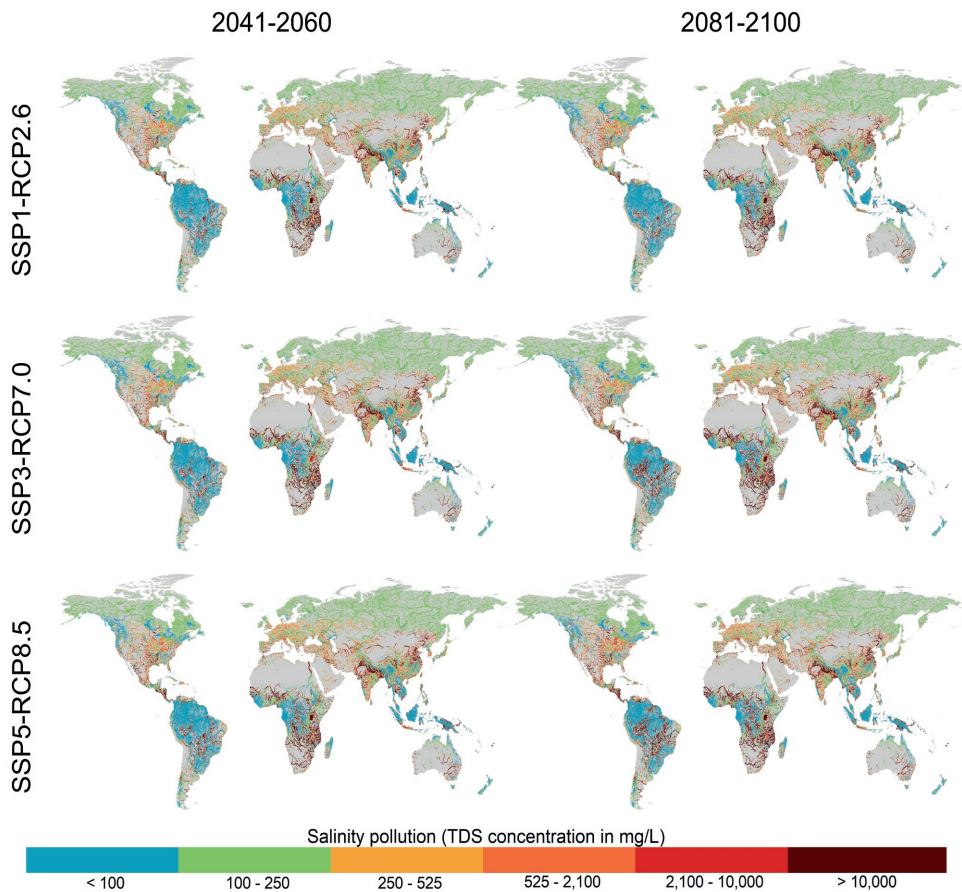 2041-2060
2081-2100
SSP1-RCP2.6
SSP3-RCP7.0
SSP5-RCP8.5
Salinity pollution (TDS concentration in mg/L)
< 100
100 - 250
250 - 525
525 - 2,100
2,100 - 10,000
> 10,000